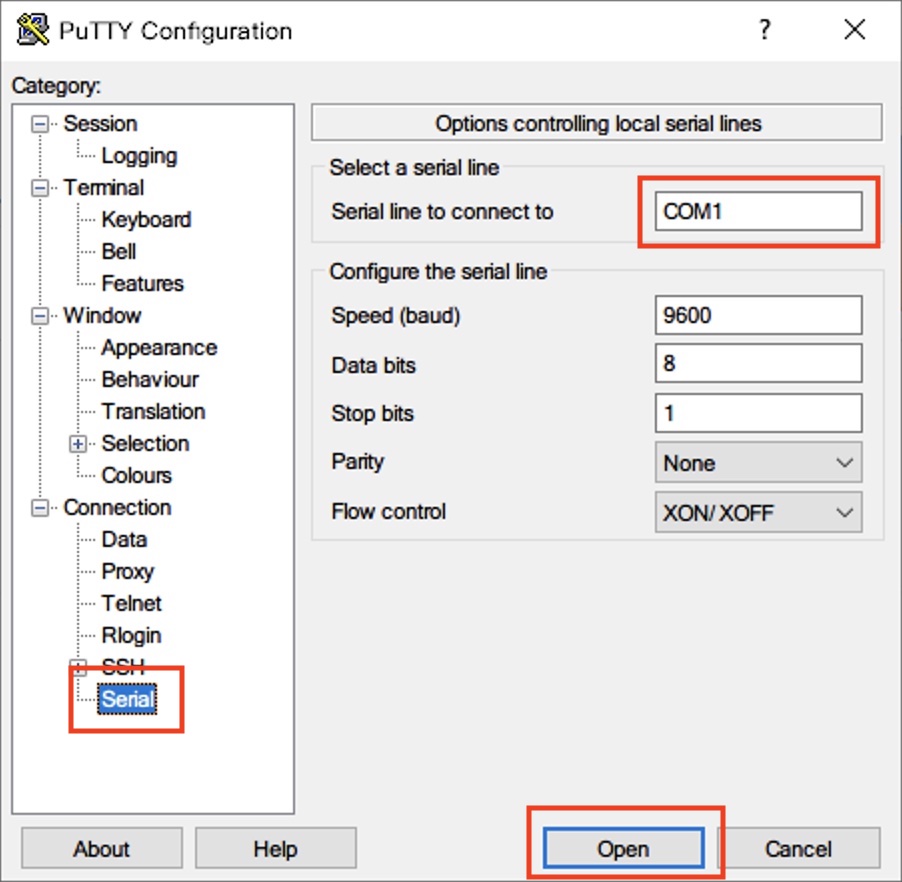 PuTTY Configuration
?
Category:
Session
Logging
Terminal
Keyboard
Bell
Features
Window
Appearance
Behaviour
Translation
Selection
Colours
Connection
Data
Proxy
Telnet
Rlogin
SSH
Serial
Options controlling local serial lines
Select a serial line
Serial line to connect to COM1
Configure the serial line
Speed (baud) 9600
Data bits 8
Stop bits 1
Parity None
Flow control XON/XOFF
About Help Open Cancel